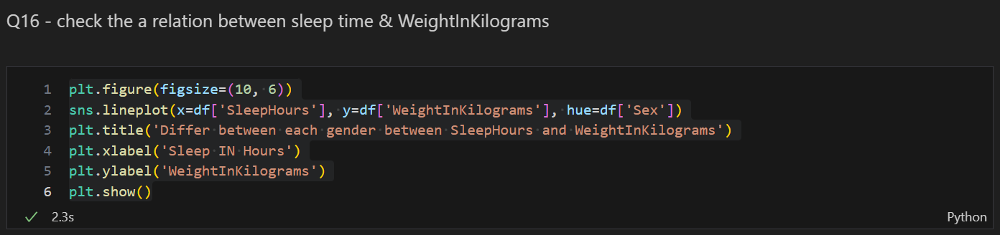 Q16 - check the a relation between sleep time & WeightInKilograms
1 plt.figure(figsize=(10, 6))
2 sns.lineplot(x=df['SleepHours'], y=df['WeightInKilograms'], hue=df['Sex'])
3 plt.title('Differ between each gender between SleepHours and WeightInKilograms')
4 plt.xlabel('Sleep IN Hours')
5 plt.ylabel('WeightInKilograms')
6 plt.show()
2.3s Python